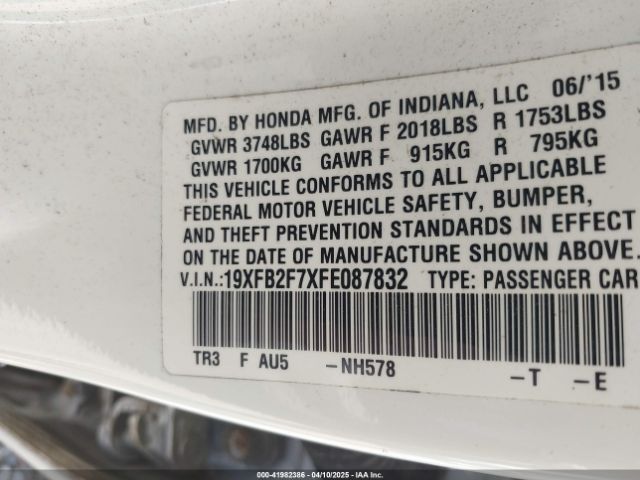 MFD. BY HONDA MFG. OF INDIANA, LLC 06/'15
GVWR 3748LBS GAWR F 2018LBS R 1753LBS
GVWR 1700KG GAWR F 915KG R 795KG
THIS VEHICLE CONFORMS TO ALL APPLICABLE
FEDERAL MOTOR VEHICLE SAFETY, BUMPER,
AND THEFT PREVENTION STANDARDS IN EFFECT
ON THE DATE OF MANUFACTURE SHOWN ABOVE.
V.I.N.:19XFB2F7XFE087832 TYPE: PASSENGER CAR
TR3 F AU5 –NH578 –T –E
000-41982386 - 04/10/2025 - IAA Inc.